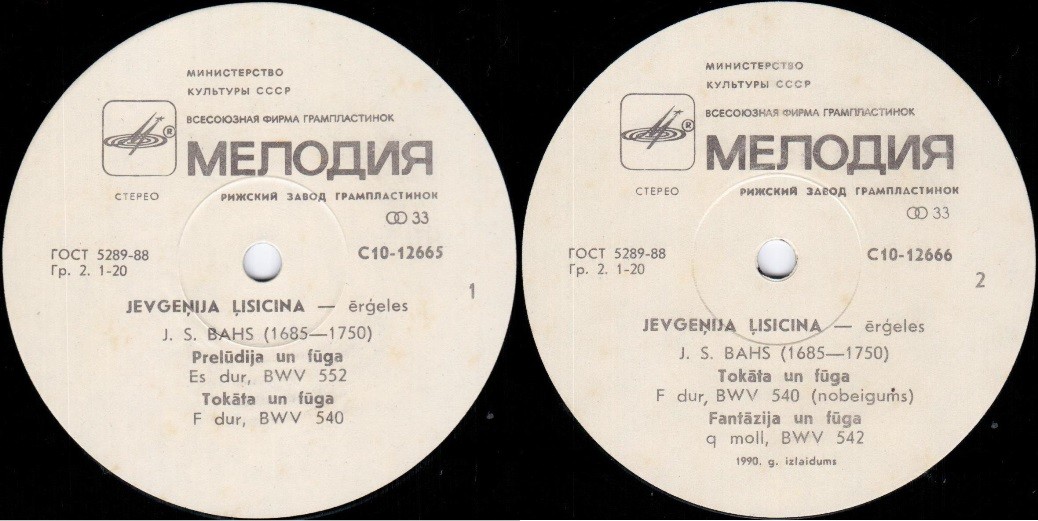 МИНИСТЕРСТВО
КУЛЬТУРЫ СССР
ВСЕСОЮЗНАЯ ФИРМА ГРАМПЛАСТИНОК
®
МЕЛОДИЯ
СТЕРЕО
РИЖСКИЙ ЗАВОД ГРАМПЛАСТИНОК
33
ГОСТ 5289-88
Гр. 2. 1-20
С10-12665
1
JEVGEŅIJA ĻISICINA — ērģeles
J. S. BAHS (1685—1750)
Prelūdija un fūga
Es dur, BWV 552
Tokāta un fūga
F dur, BWV 540
МИНИСТЕРСТВО
КУЛЬТУРЫ СССР
ВСЕСОЮЗНАЯ ФИРМА ГРАМПЛАСТИНОК
®
МЕЛОДИЯ
СТЕРЕО
РИЖСКИЙ ЗАВОД ГРАМПЛАСТИНОК
33
ГОСТ 5289-88
Гр. 2. 1-20
С10-12666
2
JEVGEŅIJA ĻISICINA — ērģeles
J. S. BAHS (1685—1750)
Tokāta un fūga
F dur, BWV 540 (nobeigums)
Fantāzija un fūga
q moll, BWV 542
1990. g. izlaidums